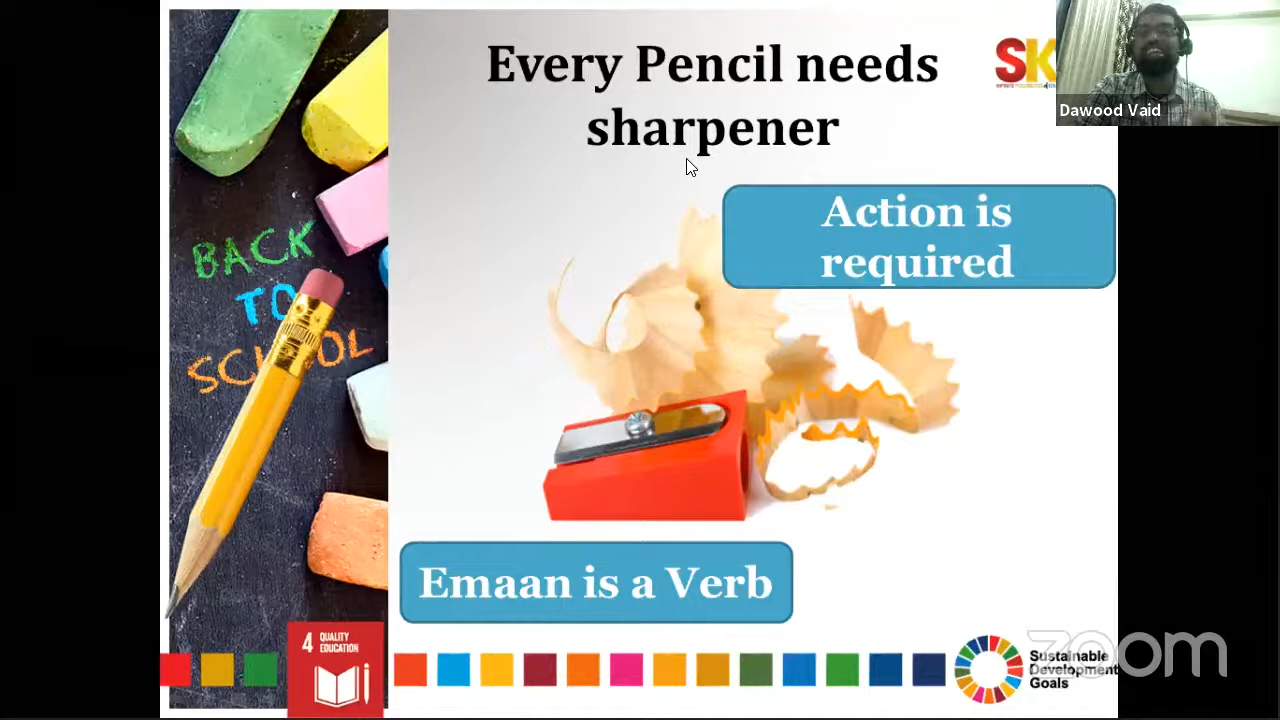 Every Pencil needs
sharpener
SK
Dawood Vaid
Action is
required
BACK
TO
SCHOOL
Emaan is a Verb
4 QUALITY
EDUCATION
Sustainable
Development
Goals
zoom